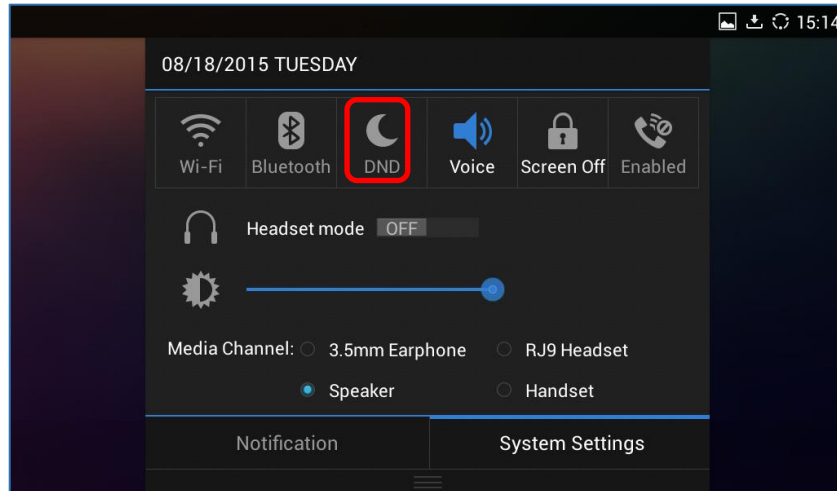 15:14
08/18/2015 TUESDAY
Wi-Fi Bluetooth DND Voice Screen Off Enabled
Headset mode OFF
Media Channel: 3.5mm Earphone RJ9 Headset
Speaker Handset
Notification System Settings